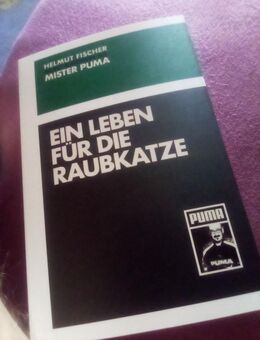 HELMUT FISCHER
MISTER PUMA
EIN LEBEN
FÜR DIE
RAUBKATZE
PUMA
PUMA